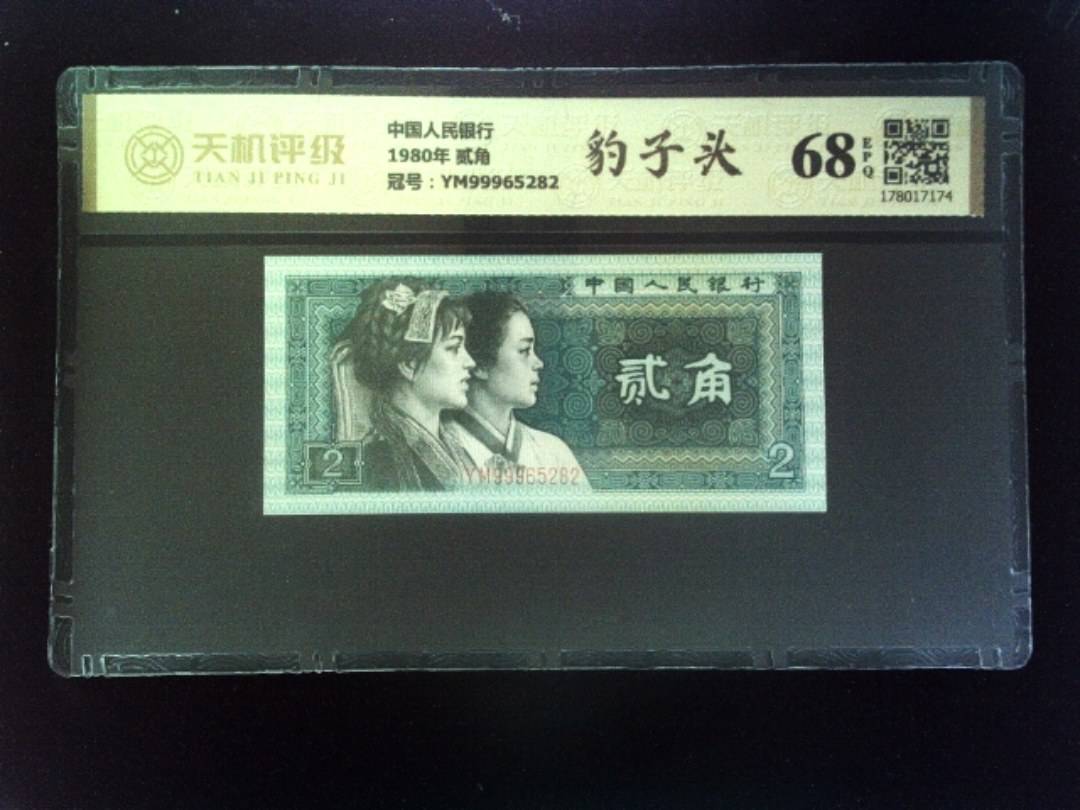 天机评级
TIAN JI PING JI
中国人民银行
1980年 贰角
冠号：YM99965282
豹子头
68
EPQ
178017174
中國人民银行
贰角
2
2
YM99965282